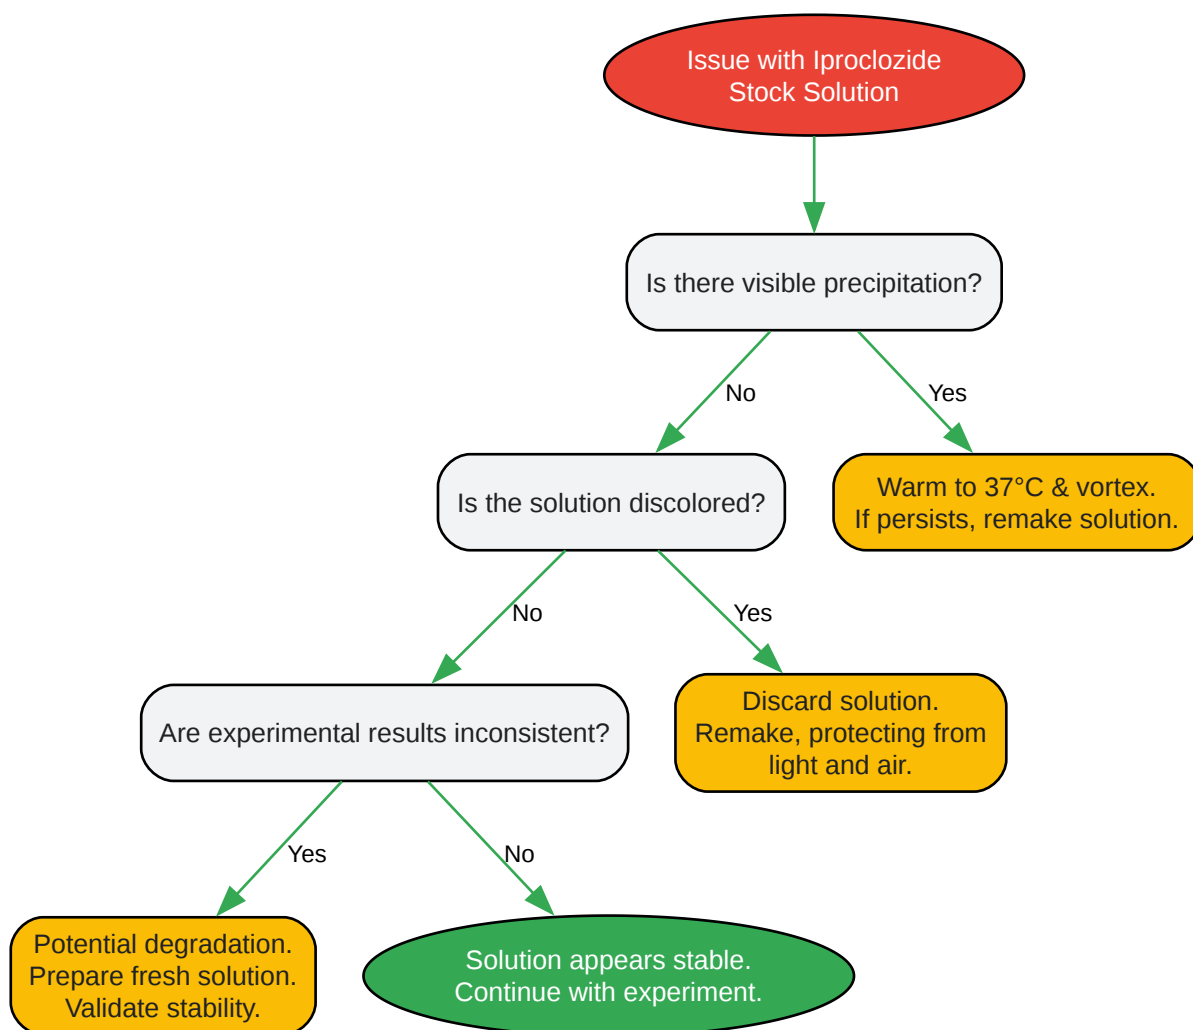 Issue with Iproclozide
Stock Solution
Is there visible precipitation?
No
Yes
Is the solution discolored?
Warm to 37°C & vortex.
If persists, remake solution.
No
Yes
Are experimental results inconsistent?
Discard solution.
Remake, protecting from
light and air.
Yes
No
Potential degradation.
Prepare fresh solution.
Validate stability.
Solution appears stable.
Continue with experiment.